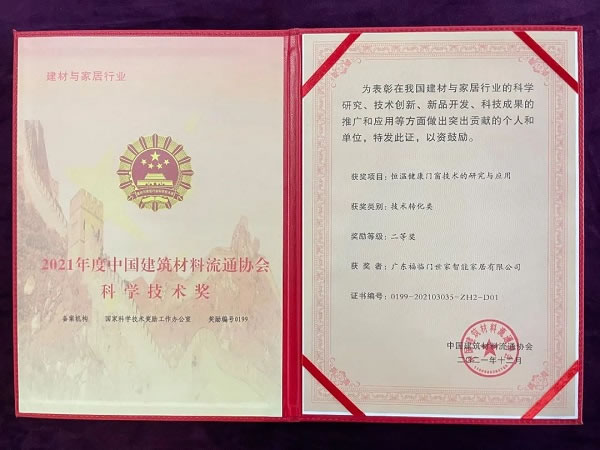 建材与家居行业
2021年度中国建筑材料流通协会
科学技术奖
备案机构 国家科学技术奖励工作办公室 奖励编号0199
为表彰在我国建材与家居行业的科学
研究、技术创新、新品开发、科技成果的
推广和应用等方面做出突出贡献的个人和
单位，特发此证，以资鼓励。
获奖项目：恒温健康门窗技术的研究与应用
获奖类别：技术转化类
奖励等级：二等奖
获奖者：广东福临门世家智能家居有限公司
证书编号：0199-202103035-ZH2-D01
中国建筑材料流通协会
二〇二一年十二月